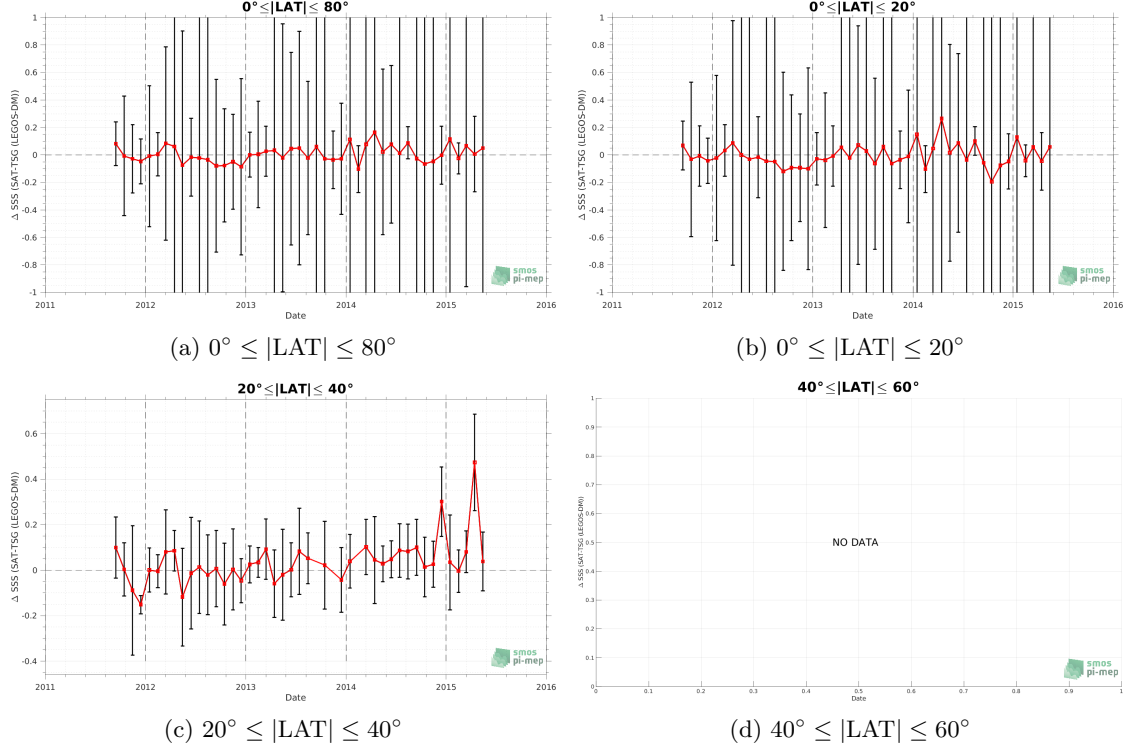 0°≤|LAT|≤ 80°
1
0.8
0.6
0.4
0.2
0
-0.2
-0.4
-0.6
-0.8
-1
Δ SSS (SAT-TSG (LEGOS-DM))
2011 2012 2013 2014 2015 2016
Date
smos
pi-mep
(a) 0° ≤ |LAT| ≤ 80°
0°≤|LAT|≤ 20°
1
0.8
0.6
0.4
0.2
0
-0.2
-0.4
-0.6
-0.8
-1
Δ SSS (SAT-TSG (LEGOS-DM))
2011 2012 2013 2014 2015 2016
Date
smos
pi-mep
(b) 0° ≤ |LAT| ≤ 20°
20°≤|LAT|≤ 40°
0.6
0.4
0.2
0
-0.2
-0.4
Δ SSS (SAT-TSG (LEGOS-DM))
2011 2012 2013 2014 2015 2016
Date
smos
pi-mep
(c) 20° ≤ |LAT| ≤ 40°
40°≤|LAT|≤ 60°
1
0.9
0.8
0.7
0.6
0.5
0.4
0.3
0.2
0.1
0
Δ SSS (SAT-TSG (LEGOS-DM))
NO DATA
0 0.1 0.2 0.3 0.4 0.5 0.6 0.7 0.8 0.9 1
Date
smos
pi-mep
(d) 40° ≤ |LAT| ≤ 60°